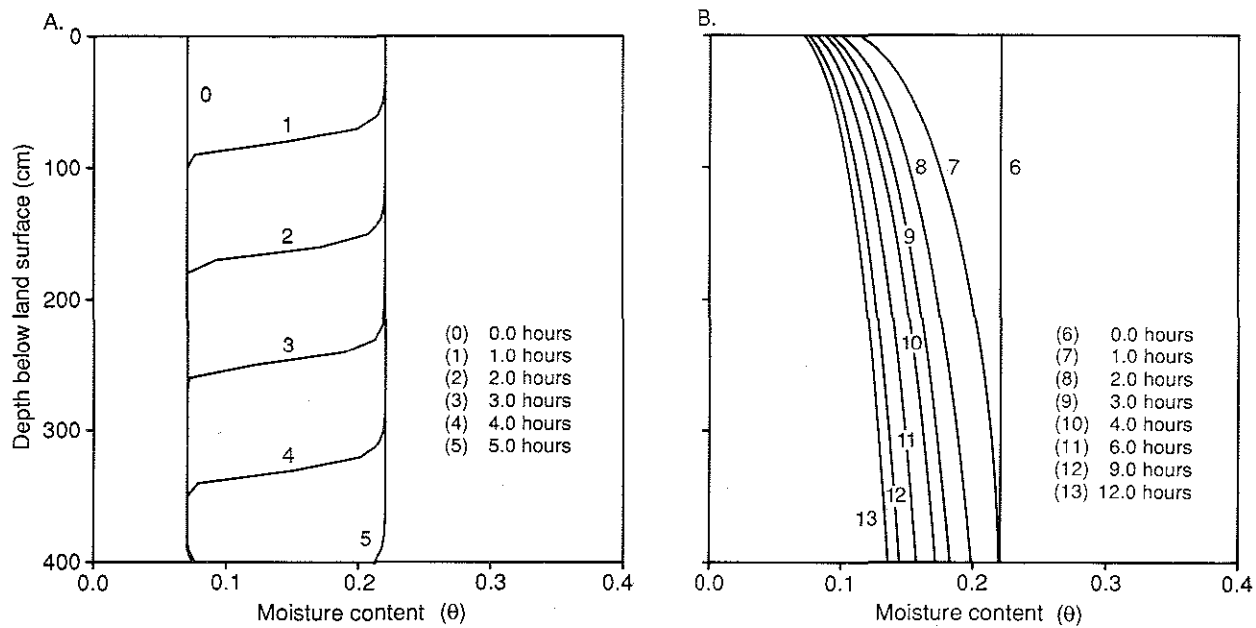 A.
0
100
200
300
400
Depth below land surface (cm)
0
1
2
3
4
5
(0) 0.0 hours
(1) 1.0 hours
(2) 2.0 hours
(3) 3.0 hours
(4) 4.0 hours
(5) 5.0 hours
0.0 0.1 0.2 0.3 0.4
Moisture content (θ)
B.
6
7
8
9
10
11
12
13
(6) 0.0 hours
(7) 1.0 hours
(8) 2.0 hours
(9) 3.0 hours
(10) 4.0 hours
(11) 6.0 hours
(12) 9.0 hours
(13) 12.0 hours
0.0 0.1 0.2 0.3 0.4
Moisture content (θ)